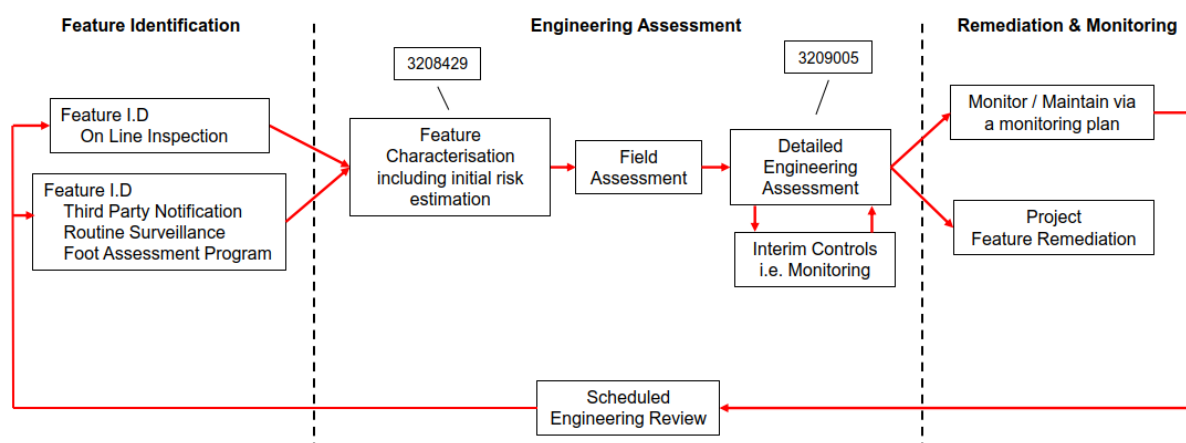 Feature Identification
Engineering Assessment
Remediation & Monitoring
3208429
3209005
Feature I.D
On Line Inspection
Feature I.D
Third Party Notification
Routine Surveillance
Foot Assessment Program
Feature
Characterisation
including initial risk
estimation
Field
Assessment
Detailed
Engineering
Assessment
Interim Controls
i.e. Monitoring
Monitor / Maintain via
a monitoring plan
Project
Feature Remediation
Scheduled
Engineering Review